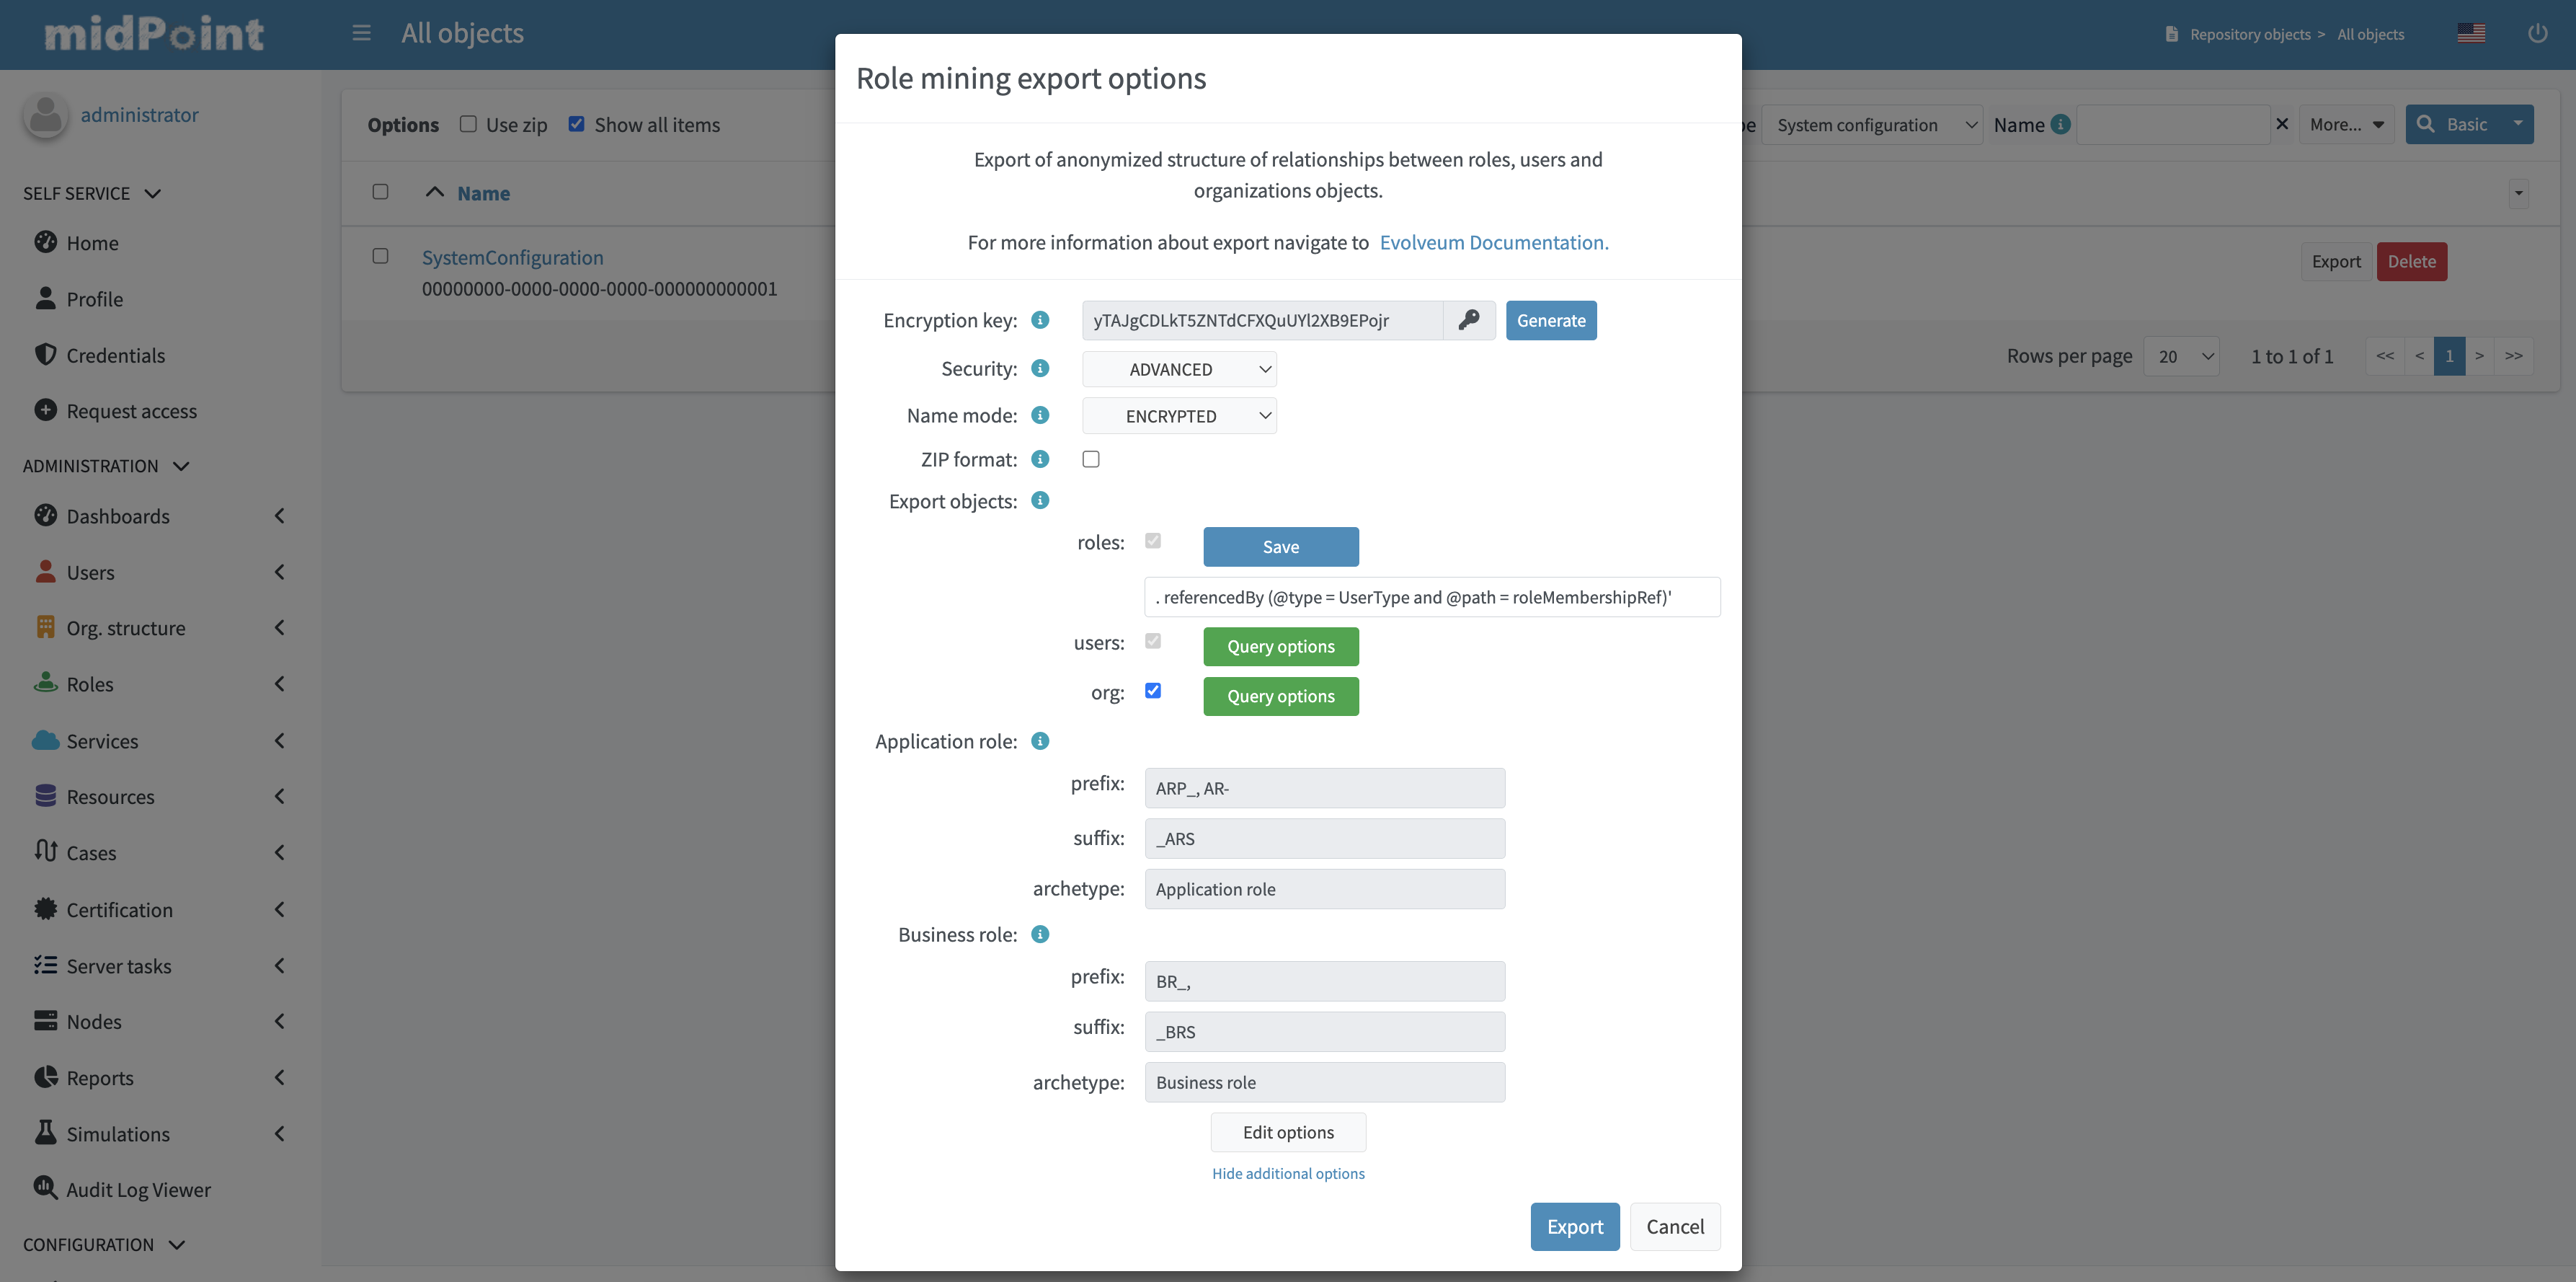 midPoint
All objects
Repository objects > All objects
administrator
SELF SERVICE
Home
Profile
Credentials
Request access
ADMINISTRATION
Dashboards
Users
Org. structure
Roles
Services
Resources
Cases
Certification
Server tasks
Nodes
Reports
Simulations
Audit Log Viewer
CONFIGURATION
Options Use zip Show all items
System configuration Name More... Basic
Name
SystemConfiguration
00000000-0000-0000-0000-000000000001
Export Delete
Rows per page 20 1 to 1 of 1 << < 1 > >>
Role mining export options
Export of anonymized structure of relationships between roles, users and
organizations objects.
For more information about export navigate to Evolveum Documentation.
Encryption key: yTAJgCDLkT5ZNTdCFXQuUYl2XB9EPojr Generate
Security: ADVANCED
Name mode: ENCRYPTED
ZIP format:
Export objects:
roles: Save
. referencedBy (@type = UserType and @path = roleMembershipRef)'
users: Query options
org: Query options
Application role:
prefix: ARP_, AR-
suffix: _ARS
archetype: Application role
Business role:
prefix: BR_,
suffix: _BRS
archetype: Business role
Edit options
Hide additional options
Export Cancel